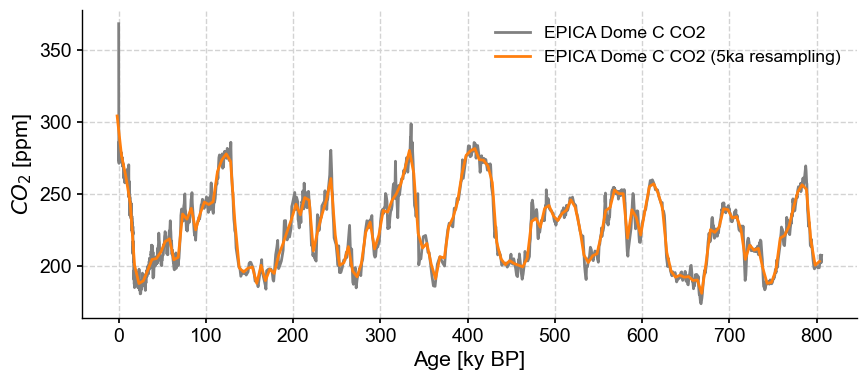 EPICA Dome C CO2
EPICA Dome C CO2 (5ka resampling)
CO₂ [ppm]
350
300
250
200
0 100 200 300 400 500 600 700 800
Age [ky BP]